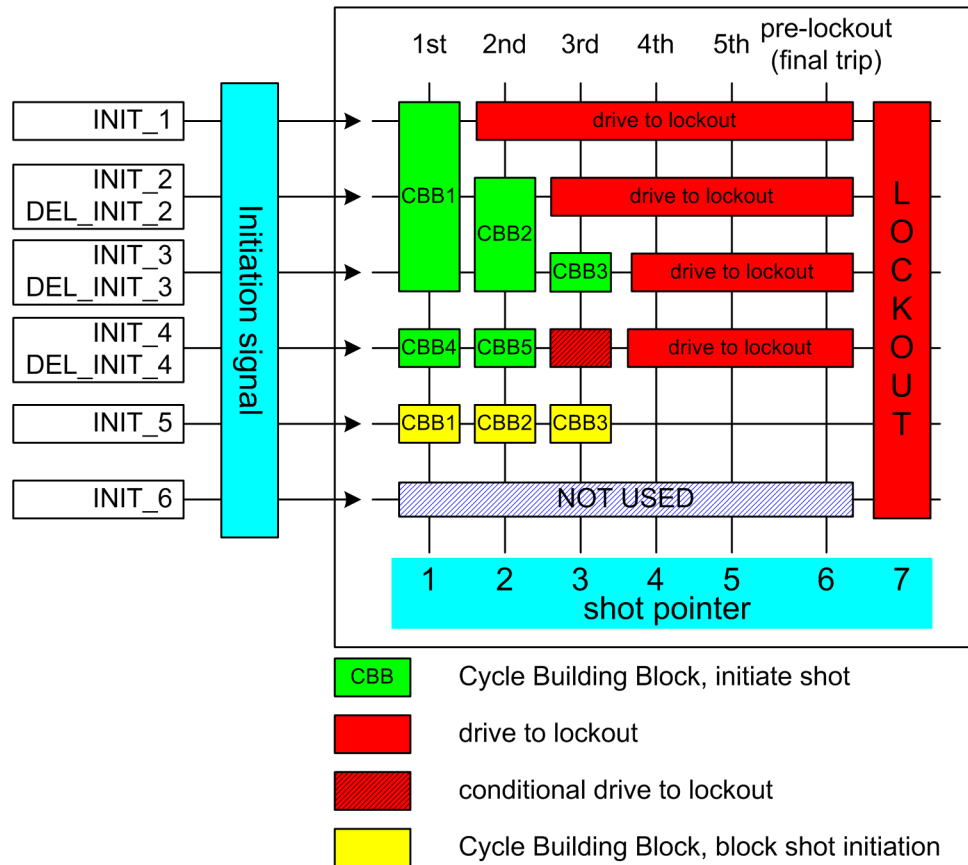 1st 2nd 3rd 4th 5th pre-lockout
(final trip)
INIT_1
drive to lockout
INIT_2
DEL_INIT_2
CBB1
drive to lockout
CBB2
INIT_3
DEL_INIT_3
CBB3
drive to lockout
INIT_4
DEL_INIT_4
CBB4 CBB5
drive to lockout
INIT_5
CBB1 CBB2 CBB3
INIT_6
NOT USED
Initiation signal
LOCKOUT
1 2 3 4 5 6 7
shot pointer
CBB Cycle Building Block, initiate shot
drive to lockout
conditional drive to lockout
Cycle Building Block, block shot initiation